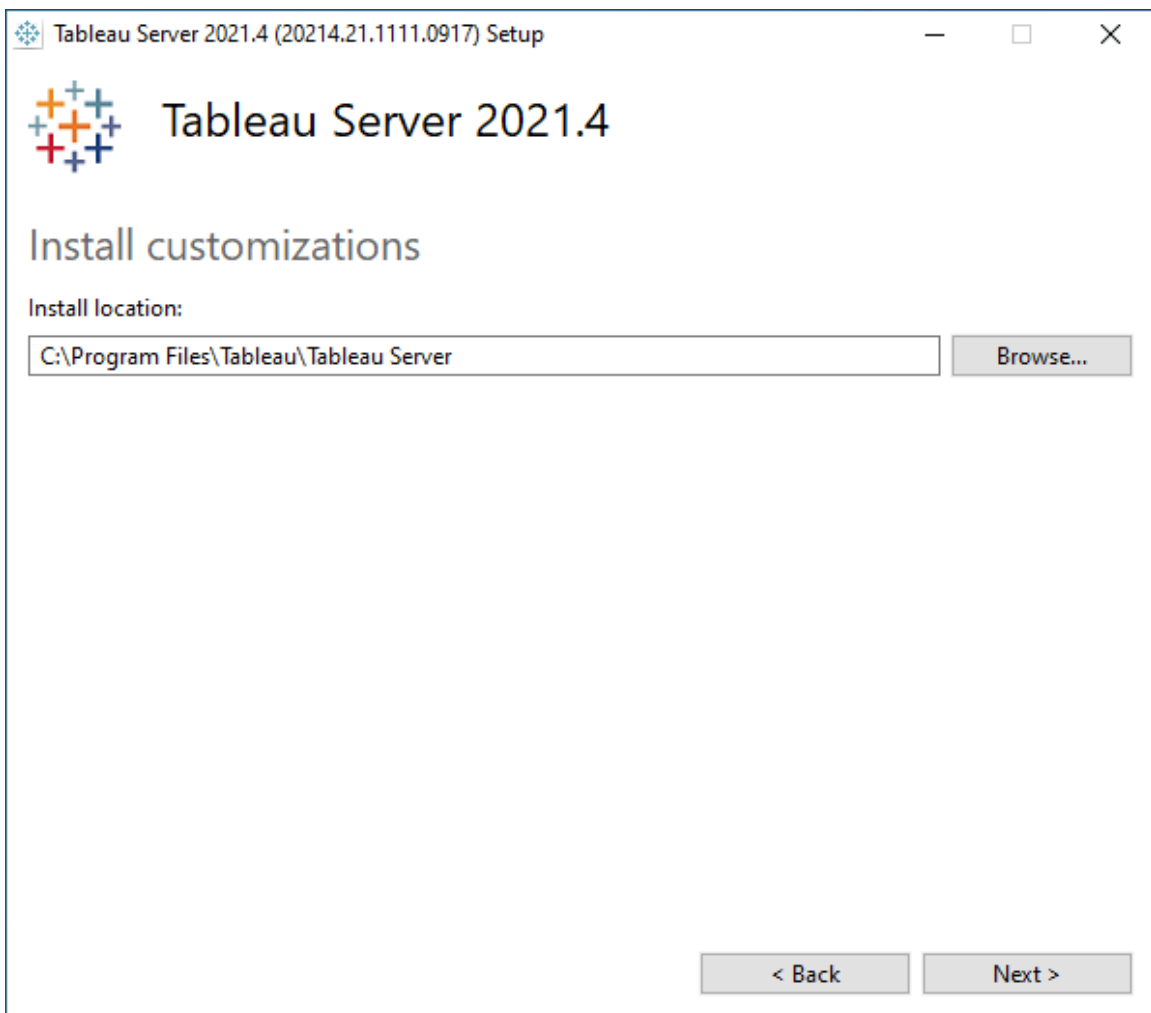 Tableau Server 2021.4 (20214.21.1111.0917) Setup
Tableau Server 2021.4
Install customizations
Install location:
C:\Program Files\Tableau\Tableau Server
Browse...
< Back
Next >